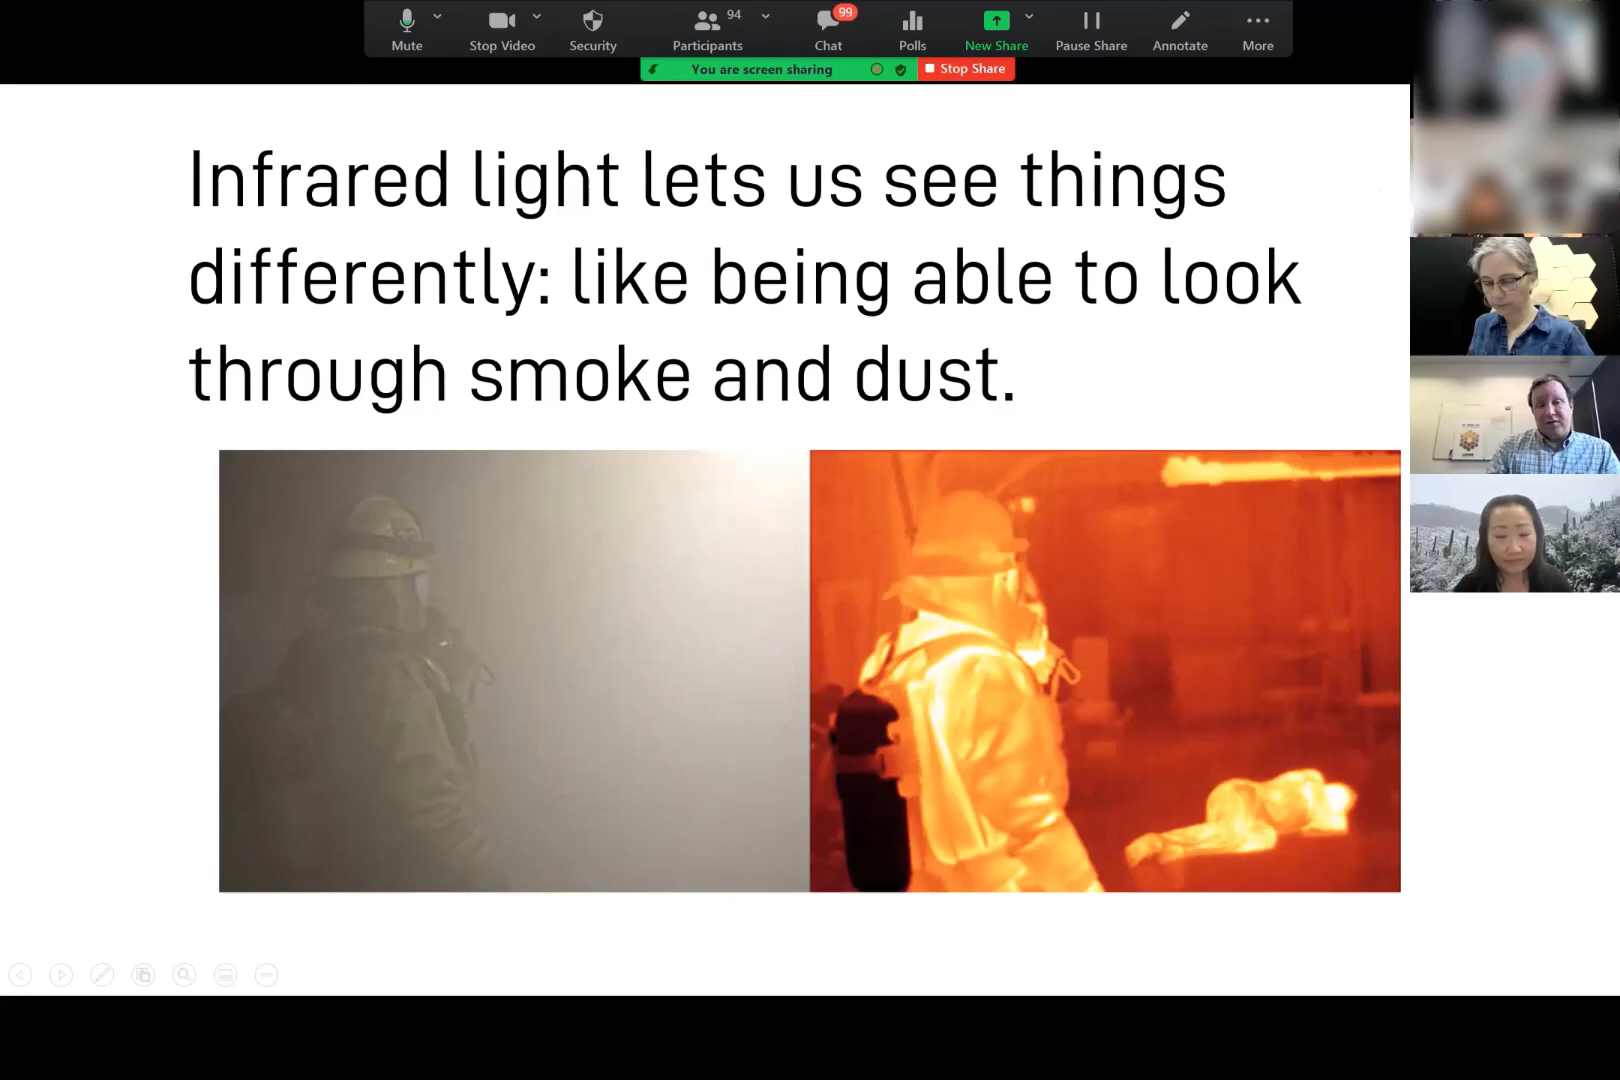 Mute
Stop Video
Security
94
Participants
99
Chat
Polls
New Share
Pause Share
Annotate
More
You are screen sharing
Stop Share
Infrared light lets us see things
differently: like being able to look
through smoke and dust.